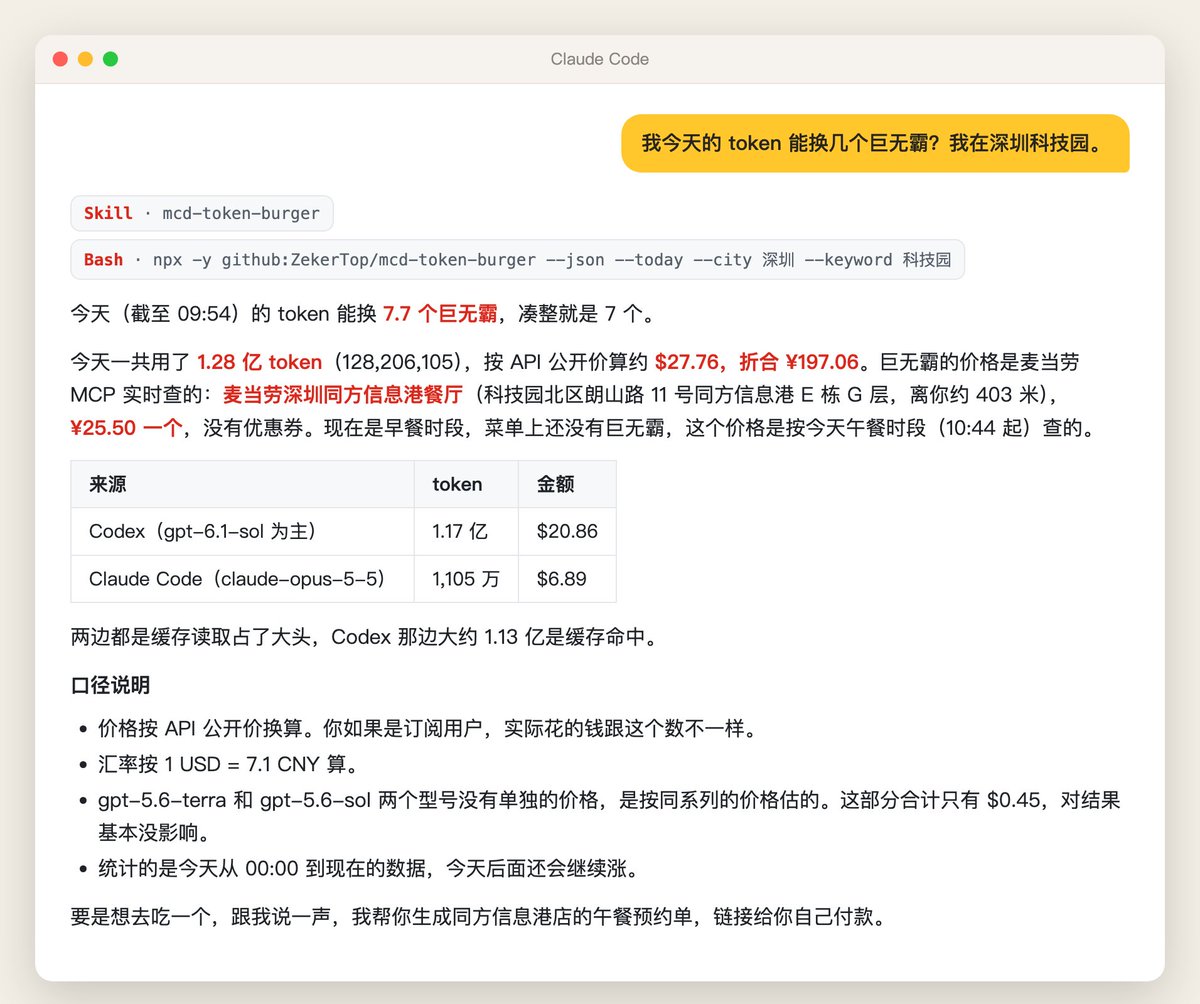 Claude Code
我今天的 token 能换几个巨无霸？我在深圳科技园。
Skill · mcd-token-burger
Bash · npx -y github:ZekerTop/mcd-token-burger --json --today --city 深圳 --keyword 科技园
今天（截至 09:54）的 token 能换 7.7 个巨无霸，凑整就是 7 个。
今天一共用了 1.28 亿 token（128,206,105），按 API 公开价算约 $27.76，折合 ¥197.06。巨无霸的价格是麦当劳
MCP 实时查的：麦当劳深圳同方信息港餐厅（科技园北区朗山路 11 号同方信息港 E 栋 G 层，离你约 403 米），
¥25.50 一个，没有优惠券。现在是早餐时段，菜单上还没有巨无霸，这个价格是按今天午餐时段（10:44 起）查的。
来源 token 金额
Codex（gpt-6.1-sol 为主） 1.17 亿 $20.86
Claude Code（claude-opus-5-5） 1,105 万 $6.89
两边都是缓存读取占了大头，Codex 那边大约 1.13 亿是缓存命中。
口径说明
• 价格按 API 公开价换算。你如果是订阅用户，实际花的钱跟这个数不一样。
• 汇率按 1 USD = 7.1 CNY 算。
• gpt-5.6-terra 和 gpt-5.6-sol 两个型号没有单独的价格，是按同系列的价格估的。这部分合计只有 $0.45，对结果
基本没影响。
• 统计的是今天从 00:00 到现在的数据，今天后面还会继续涨。
要是想去吃一个，跟我说一声，我帮你生成同方信息港店的午餐预约单，链接给你自己付款。